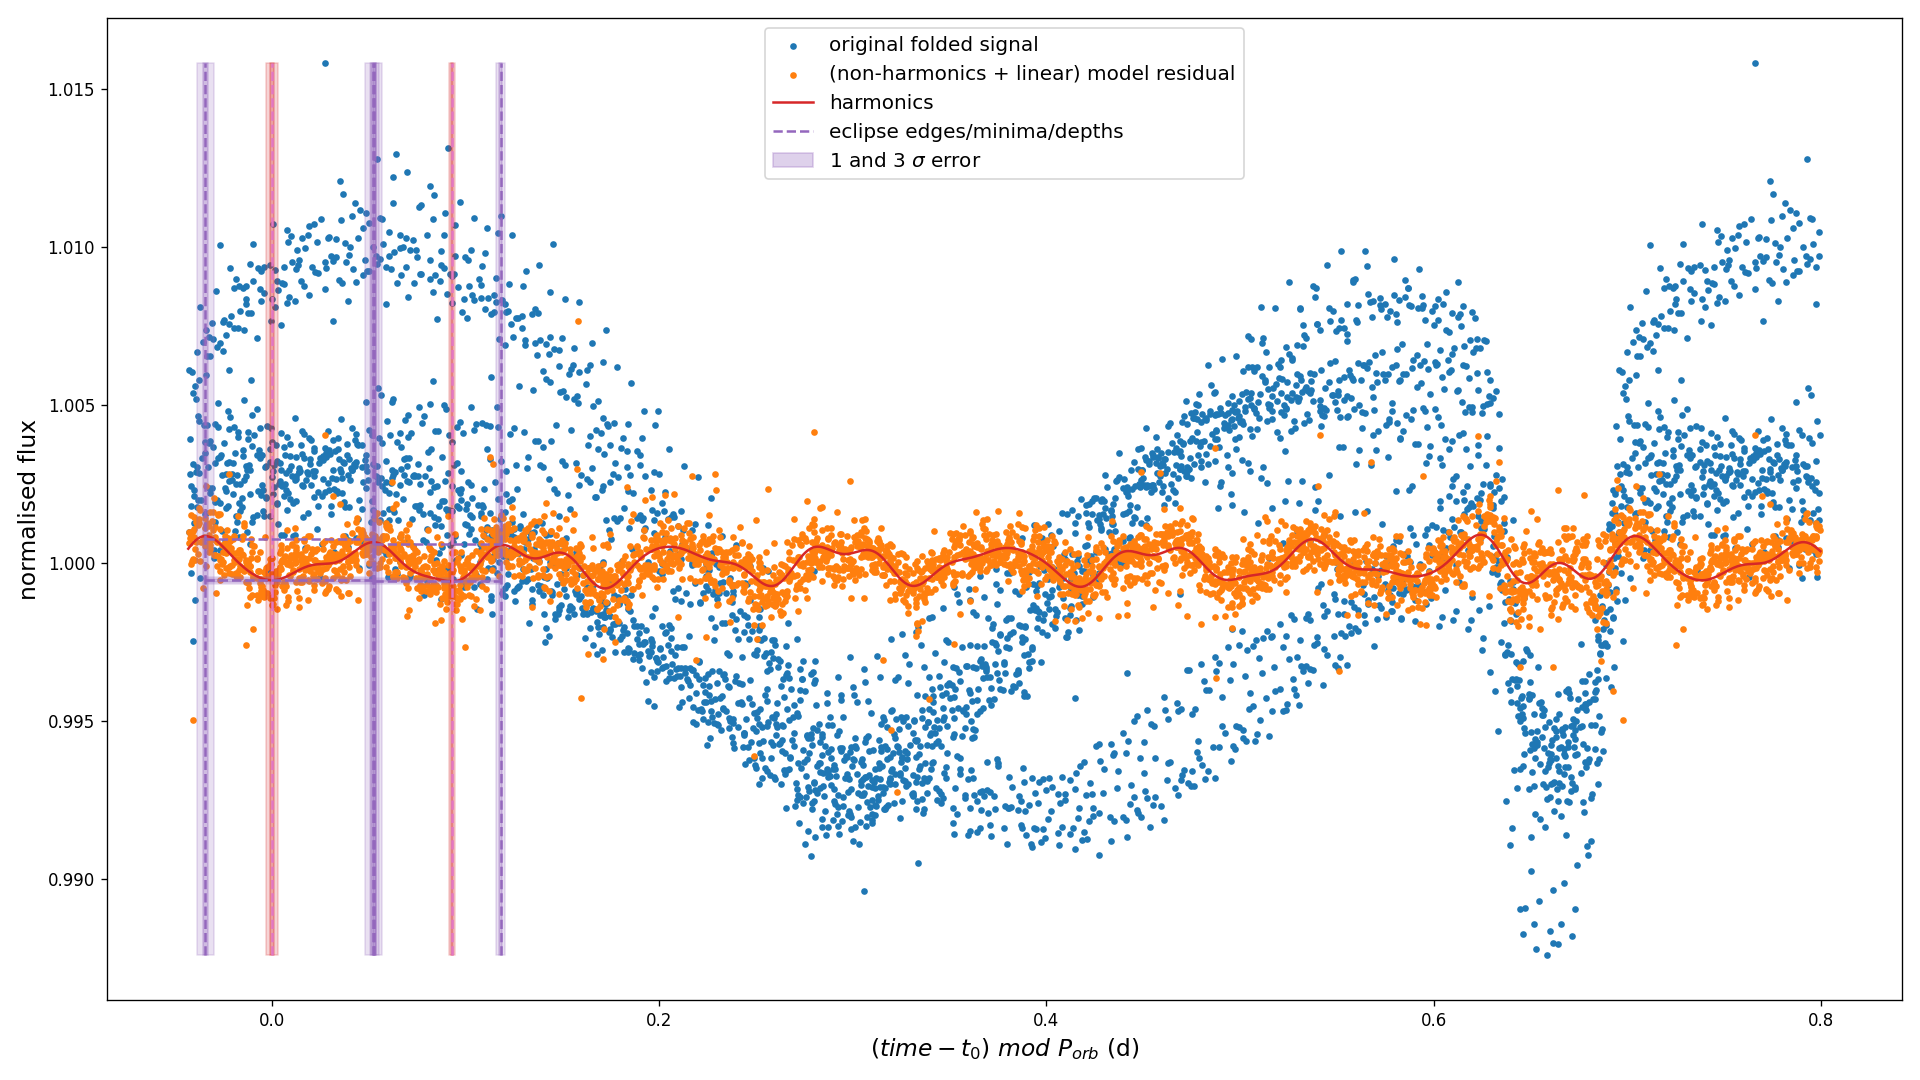 original folded signal
(non-harmonics + linear) model residual
harmonics
eclipse edges/minima/depths
1 and 3 σ error
normalised flux
1.015
1.010
1.005
1.000
0.995
0.990
0.0 0.2 0.4 0.6 0.8
(time − t₀) mod Pₒᵣb (d)